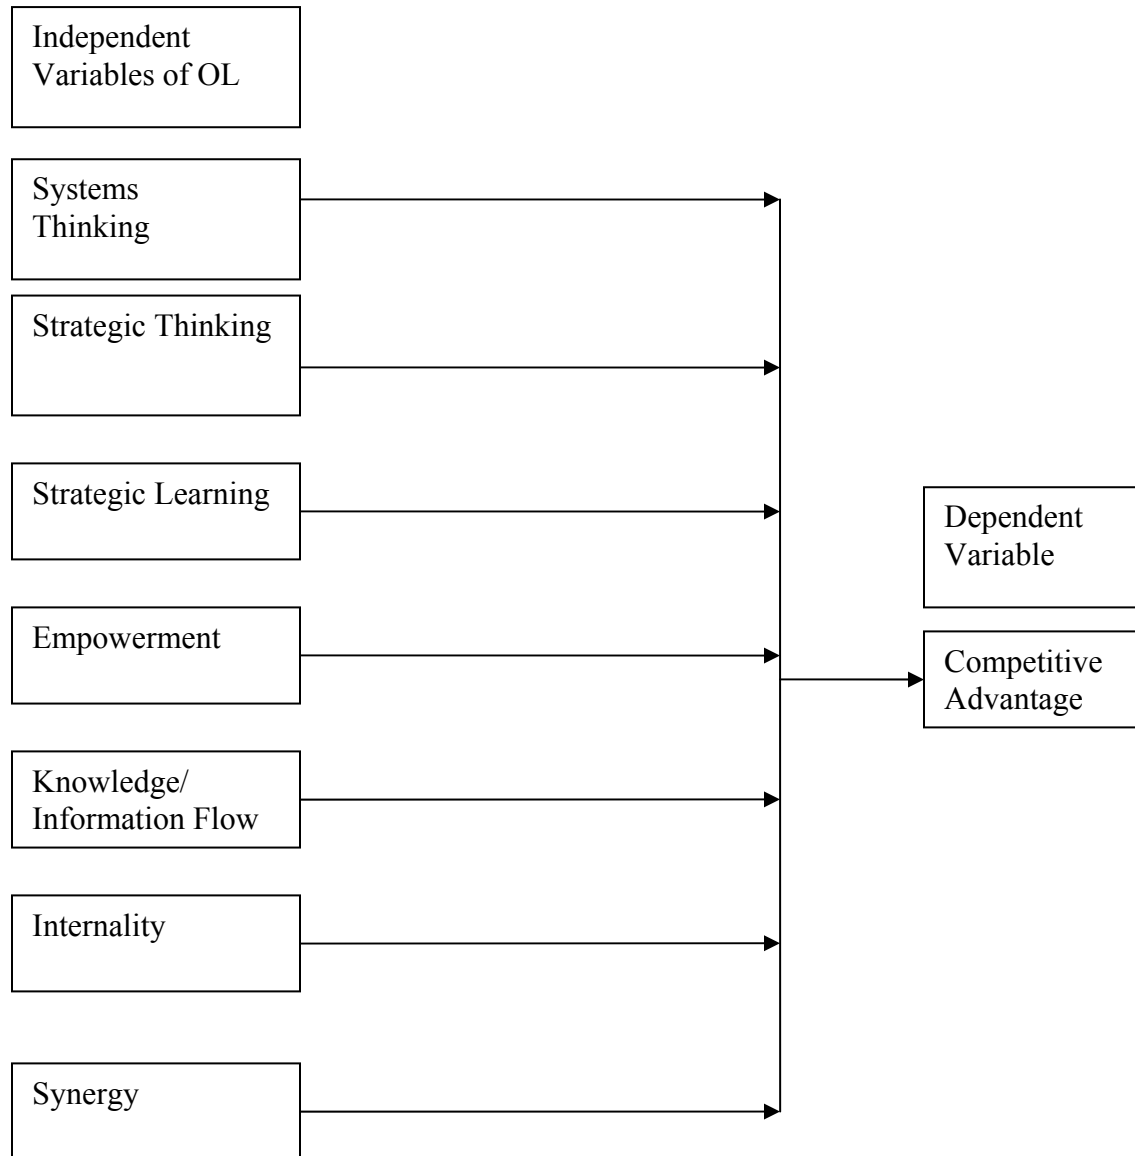 Independent
Variables of OL
Systems
Thinking
Strategic Thinking
Strategic Learning
Empowerment
Knowledge/
Information Flow
Internality
Synergy
Dependent
Variable
Competitive
Advantage